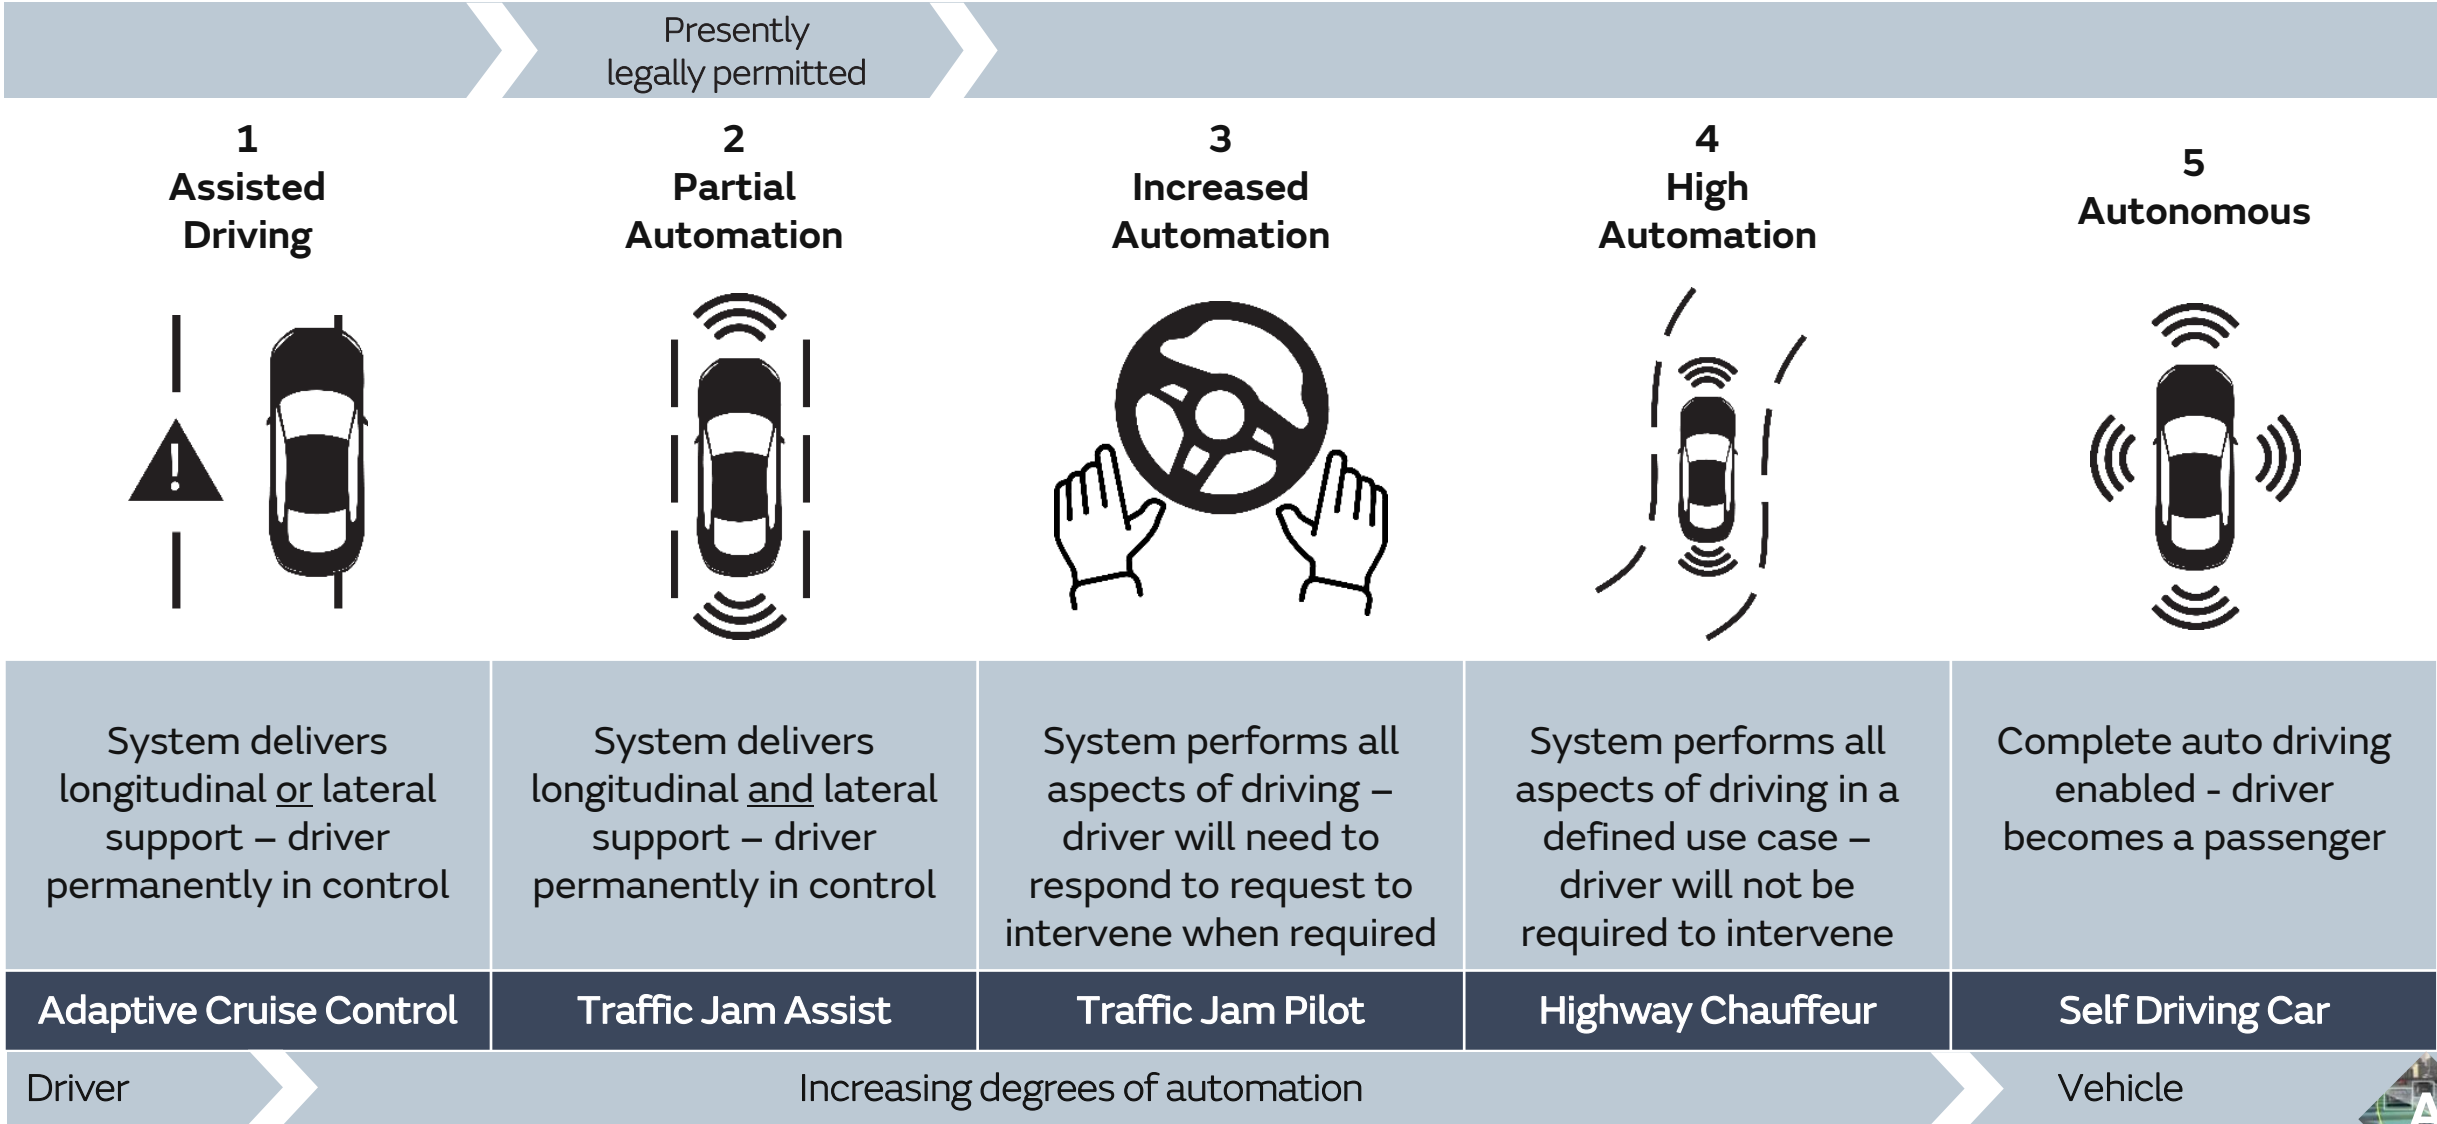 Presently
legally permitted
1
Assisted
Driving
2
Partial
Automation
3
Increased
Automation
4
High
Automation
5
Autonomous
!
System delivers
longitudinal or lateral
support – driver
permanently in control
System delivers
longitudinal and lateral
support – driver
permanently in control
System performs all
aspects of driving –
driver will need to
respond to request to
intervene when required
System performs all
aspects of driving in a
defined use case –
driver will not be
required to intervene
Complete auto driving
enabled - driver
becomes a passenger
Adaptive Cruise Control
Traffic Jam Assist
Traffic Jam Pilot
Highway Chauffeur
Self Driving Car
Driver
Increasing degrees of automation
Vehicle